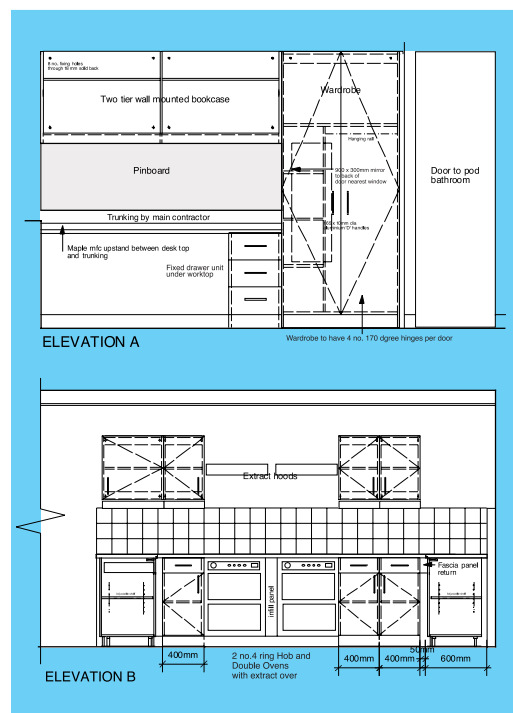 6 no. fixing holes
through 18 mm solid back
Two tier wall mounted bookcase
Wardrobe
Hanging rail
Pinboard
900 x 300mm mirror
to back of
door nearest window
Door to pod
bathroom
Trunking by main contractor
10mm dia
aluminium 'D' handles
Maple mfc upstand between desk top
and trunking
Fixed drawer unit
under worktop
ELEVATION A
Wardrobe to have 4 no. 170 dgree hinges per door
Extract hoods
Fascia panel
return
infill panel
50mm
400mm
400mm
400mm
600mm
2 no.4 ring Hob and
Double Ovens
with extract over
ELEVATION B